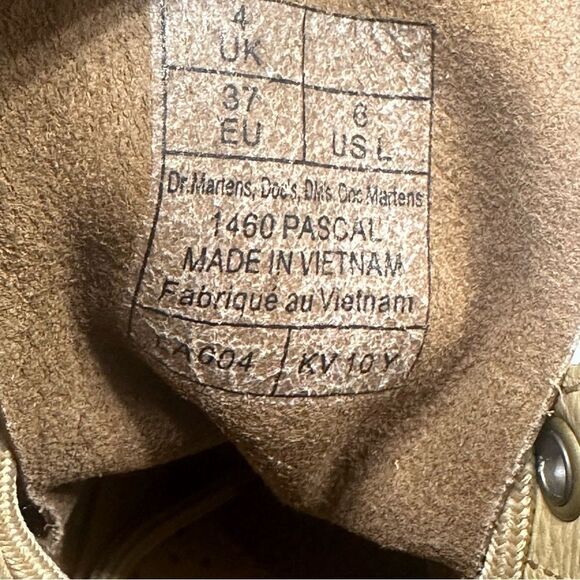 4
UK
37
EU
6
US L
Dr.Martens, Doc's, DM's, Doc Martens
1460 PASCAL
MADE IN VIETNAM
Fabriqué au Vietnam
KV 10 Y